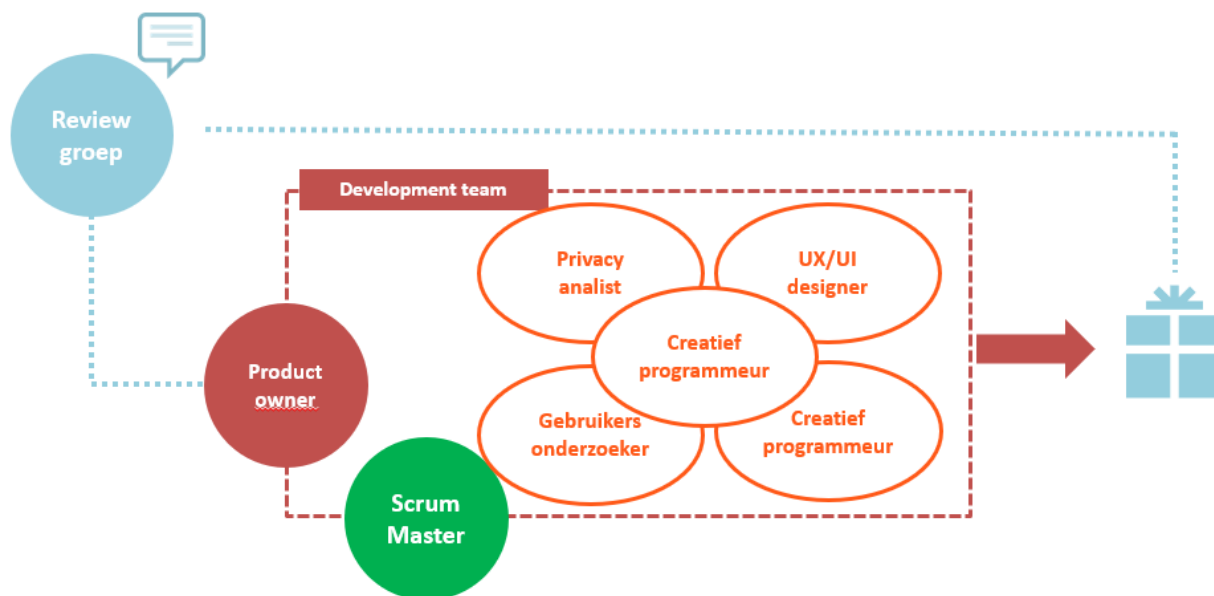 Review
groep
Development team
Privacy
analist
UX/UI
designer
Creatief
programmeur
Product
owner
Gebruikers
onderzoeker
Creatief
programmeur
Scrum
Master